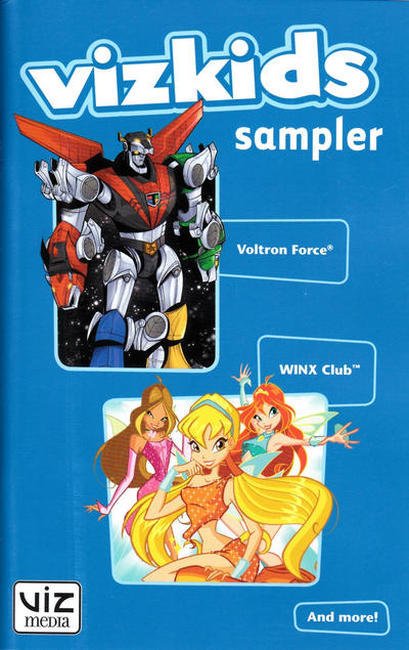 vizkids
sampler
Voltron Force®
WINX Club™
viz
media
And more!